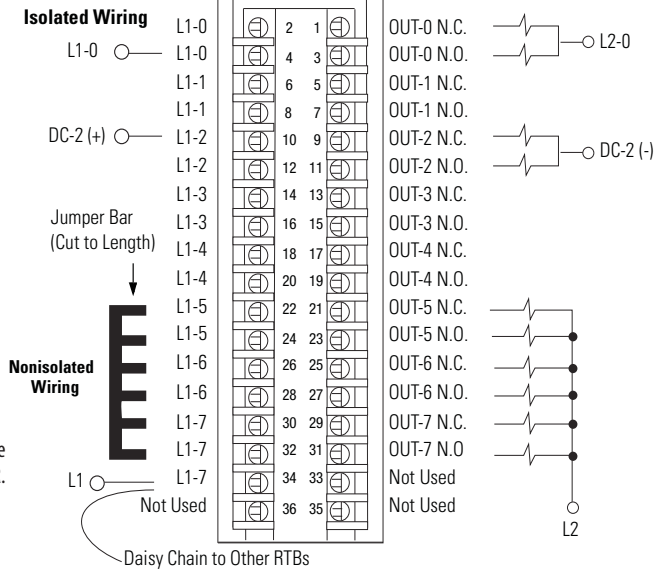 Isolated Wiring
L1-0 2 1 OUT-0 N.C.
L1-0 L1-0 4 3 OUT-0 N.O. L2-0
L1-1 6 5 OUT-1 N.C.
L1-1 8 7 OUT-1 N.O.
DC-2 (+) L1-2 10 9 OUT-2 N.C.
L1-2 12 11 OUT-2 N.O. DC-2 (-)
L1-3 14 13 OUT-3 N.C.
L1-3 16 15 OUT-3 N.O.
Jumper Bar
(Cut to Length)
L1-4 18 17 OUT-4 N.C.
L1-4 20 19 OUT-4 N.O.
L1-5 22 21 OUT-5 N.C.
L1-5 24 23 OUT-5 N.O.
Nonisolated
Wiring
L1-6 26 25 OUT-6 N.C.
L1-6 28 27 OUT-6 N.O.
L1-7 30 29 OUT-7 N.C.
L1-7 32 31 OUT-7 N.O
L1 L1-7 34 33 Not Used
Not Used 36 35 Not Used
L2
Daisy Chain to Other RTBs